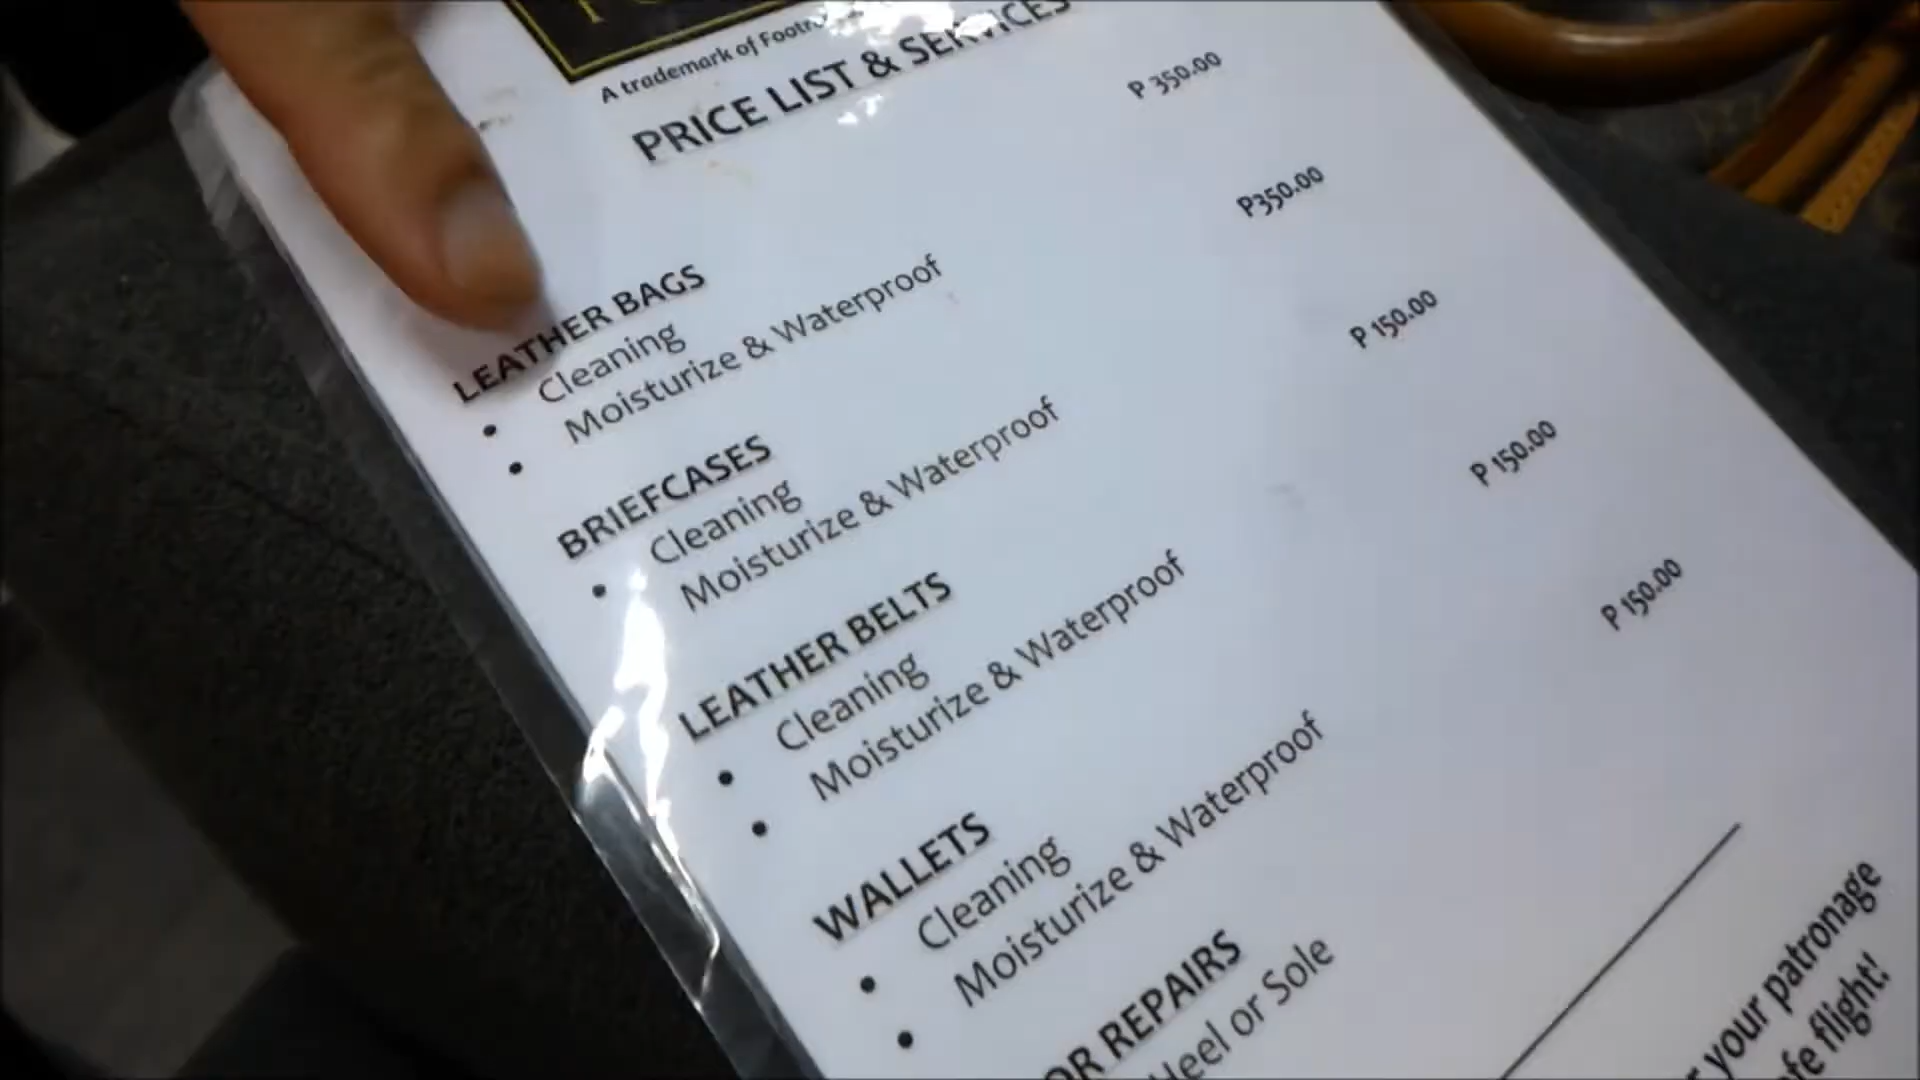 A trademark of
PRICE LIST & SERVICES
LEATHER BAGS P 350.00
• Cleaning
• Moisturize & Waterproof
BRIEFCASES P350.00
• Cleaning
Moisturize & Waterproof
LEATHER BELTS P 150.00
• Cleaning
• Moisturize & Waterproof
WALLETS P 150.00
• Cleaning
• Moisturize & Waterproof
REPAIRS P 150.00
Heel or Sole
your patronage
flight!